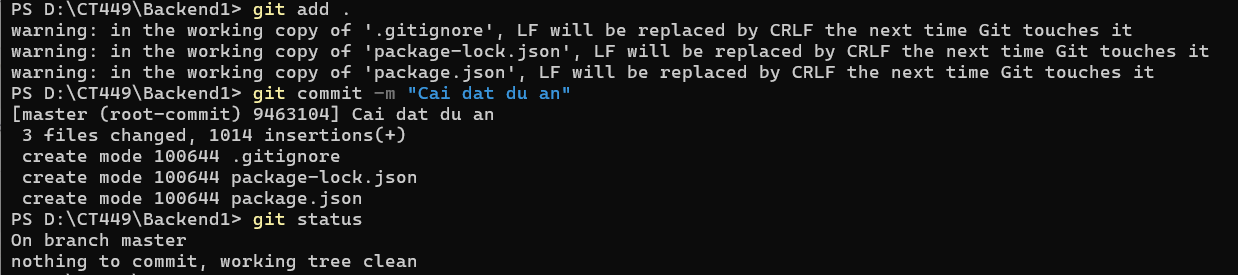 PS D:\CT449\Backend1> git add .
warning: in the working copy of '.gitignore', LF will be replaced by CRLF the next time Git touches it
warning: in the working copy of 'package-lock.json', LF will be replaced by CRLF the next time Git touches it
warning: in the working copy of 'package.json', LF will be replaced by CRLF the next time Git touches it
PS D:\CT449\Backend1> git commit -m "Cai dat du an"
[master (root-commit) 9463104] Cai dat du an
 3 files changed, 1014 insertions(+)
 create mode 100644 .gitignore
 create mode 100644 package-lock.json
 create mode 100644 package.json
PS D:\CT449\Backend1> git status
On branch master
nothing to commit, working tree clean